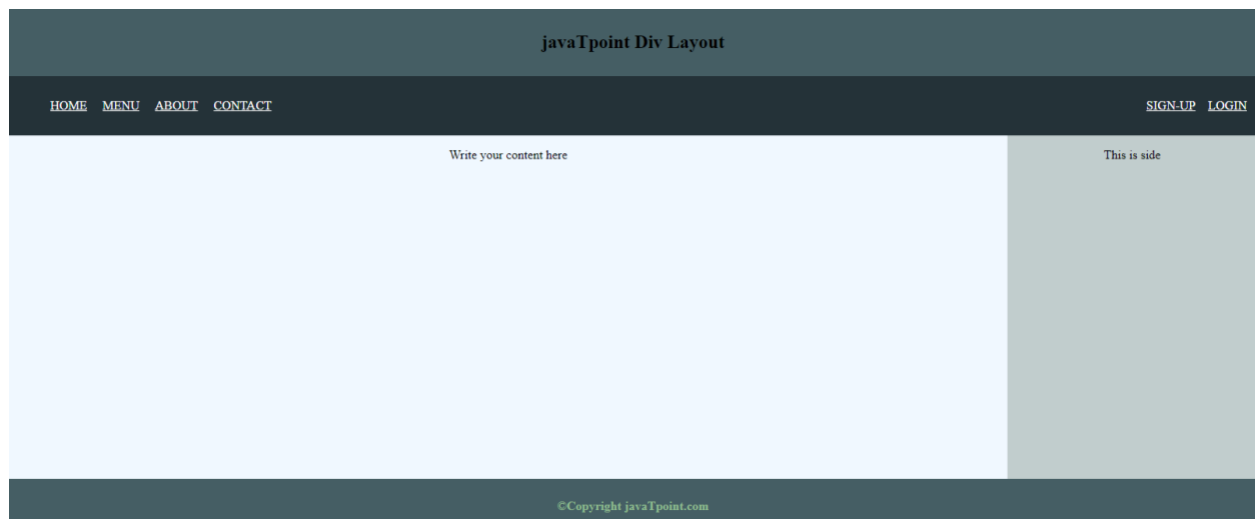 javaTpoint Div Layout
HOME MENU ABOUT CONTACT SIGN-UP LOGIN
Write your content here This is side
©Copyright javaTpoint.com